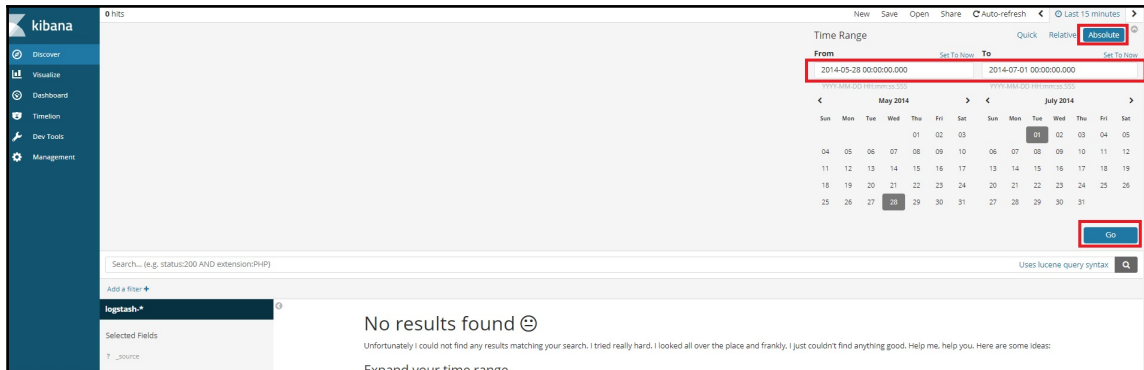 0 hits
New Save Open Share Auto-refresh Last 15 minutes
kibana
Discover
Visualize
Dashboard
Timelion
Dev Tools
Management
Time Range
Quick Relative Absolute
From Set To Now To Set To Now
2014-05-28 00:00:00.000 2014-07-01 00:00:00.000
YYYY-MM-DD HH:mm:ss.SSS YYYY-MM-DD HH:mm:ss.SSS
May 2014 July 2014
Sun Mon Tue Wed Thu Fri Sat Sun Mon Tue Wed Thu Fri Sat
01 02 03 01 02 03 04 05
04 05 06 07 08 09 10 06 07 08 09 10 11 12
11 12 13 14 15 16 17 13 14 15 16 17 18 19
18 19 20 21 22 23 24 20 21 22 23 24 25 26
25 26 27 28 29 30 31 27 28 29 30 31
Go
Search... (e.g. status:200 AND extension:PHP) Uses lucene query syntax
Add a filter +
logstash-*
Selected Fields
? _source
No results found
Unfortunately I could not find any results matching your search. I tried really hard. I looked all over the place and frankly, I just couldn't find anything good. Help me, help you. Here are some ideas:
Expand your time range